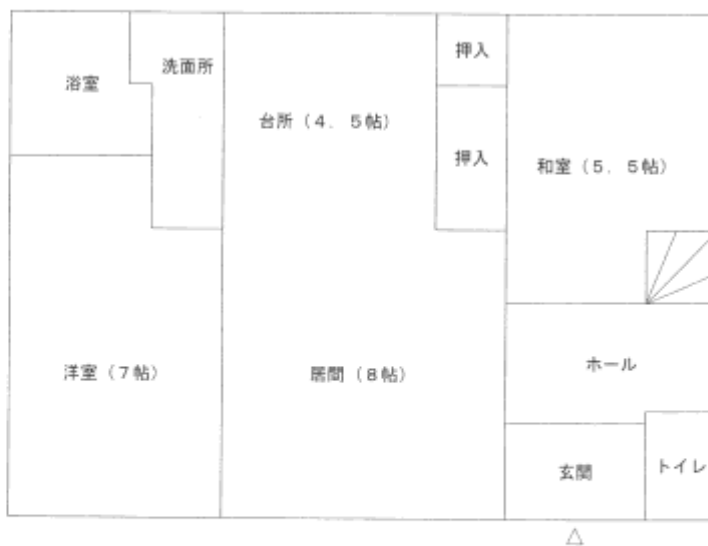 浴室
洗面所
台所（4．5帖）
押入
押入
和室（5．5帖）
洋室（7帖）
居間（8帖）
ホール
玄関
トイレ